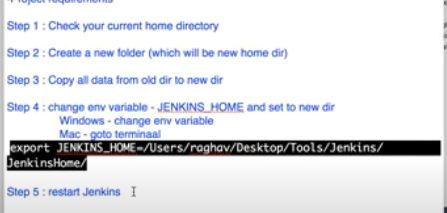 Step 1 : Check your current home directory
Step 2 : Create a new folder (which will be new home dir)
Step 3 : Copy all data from old dir to new dir
Step 4 : change env variable - JENKINS_HOME and set to new dir
Windows - change env variable
Mac - goto terminaal
export JENKINS_HOME=/Users/raghav/Desktop/Tools/Jenkins/
JenkinsHome/
Step 5 : restart Jenkins